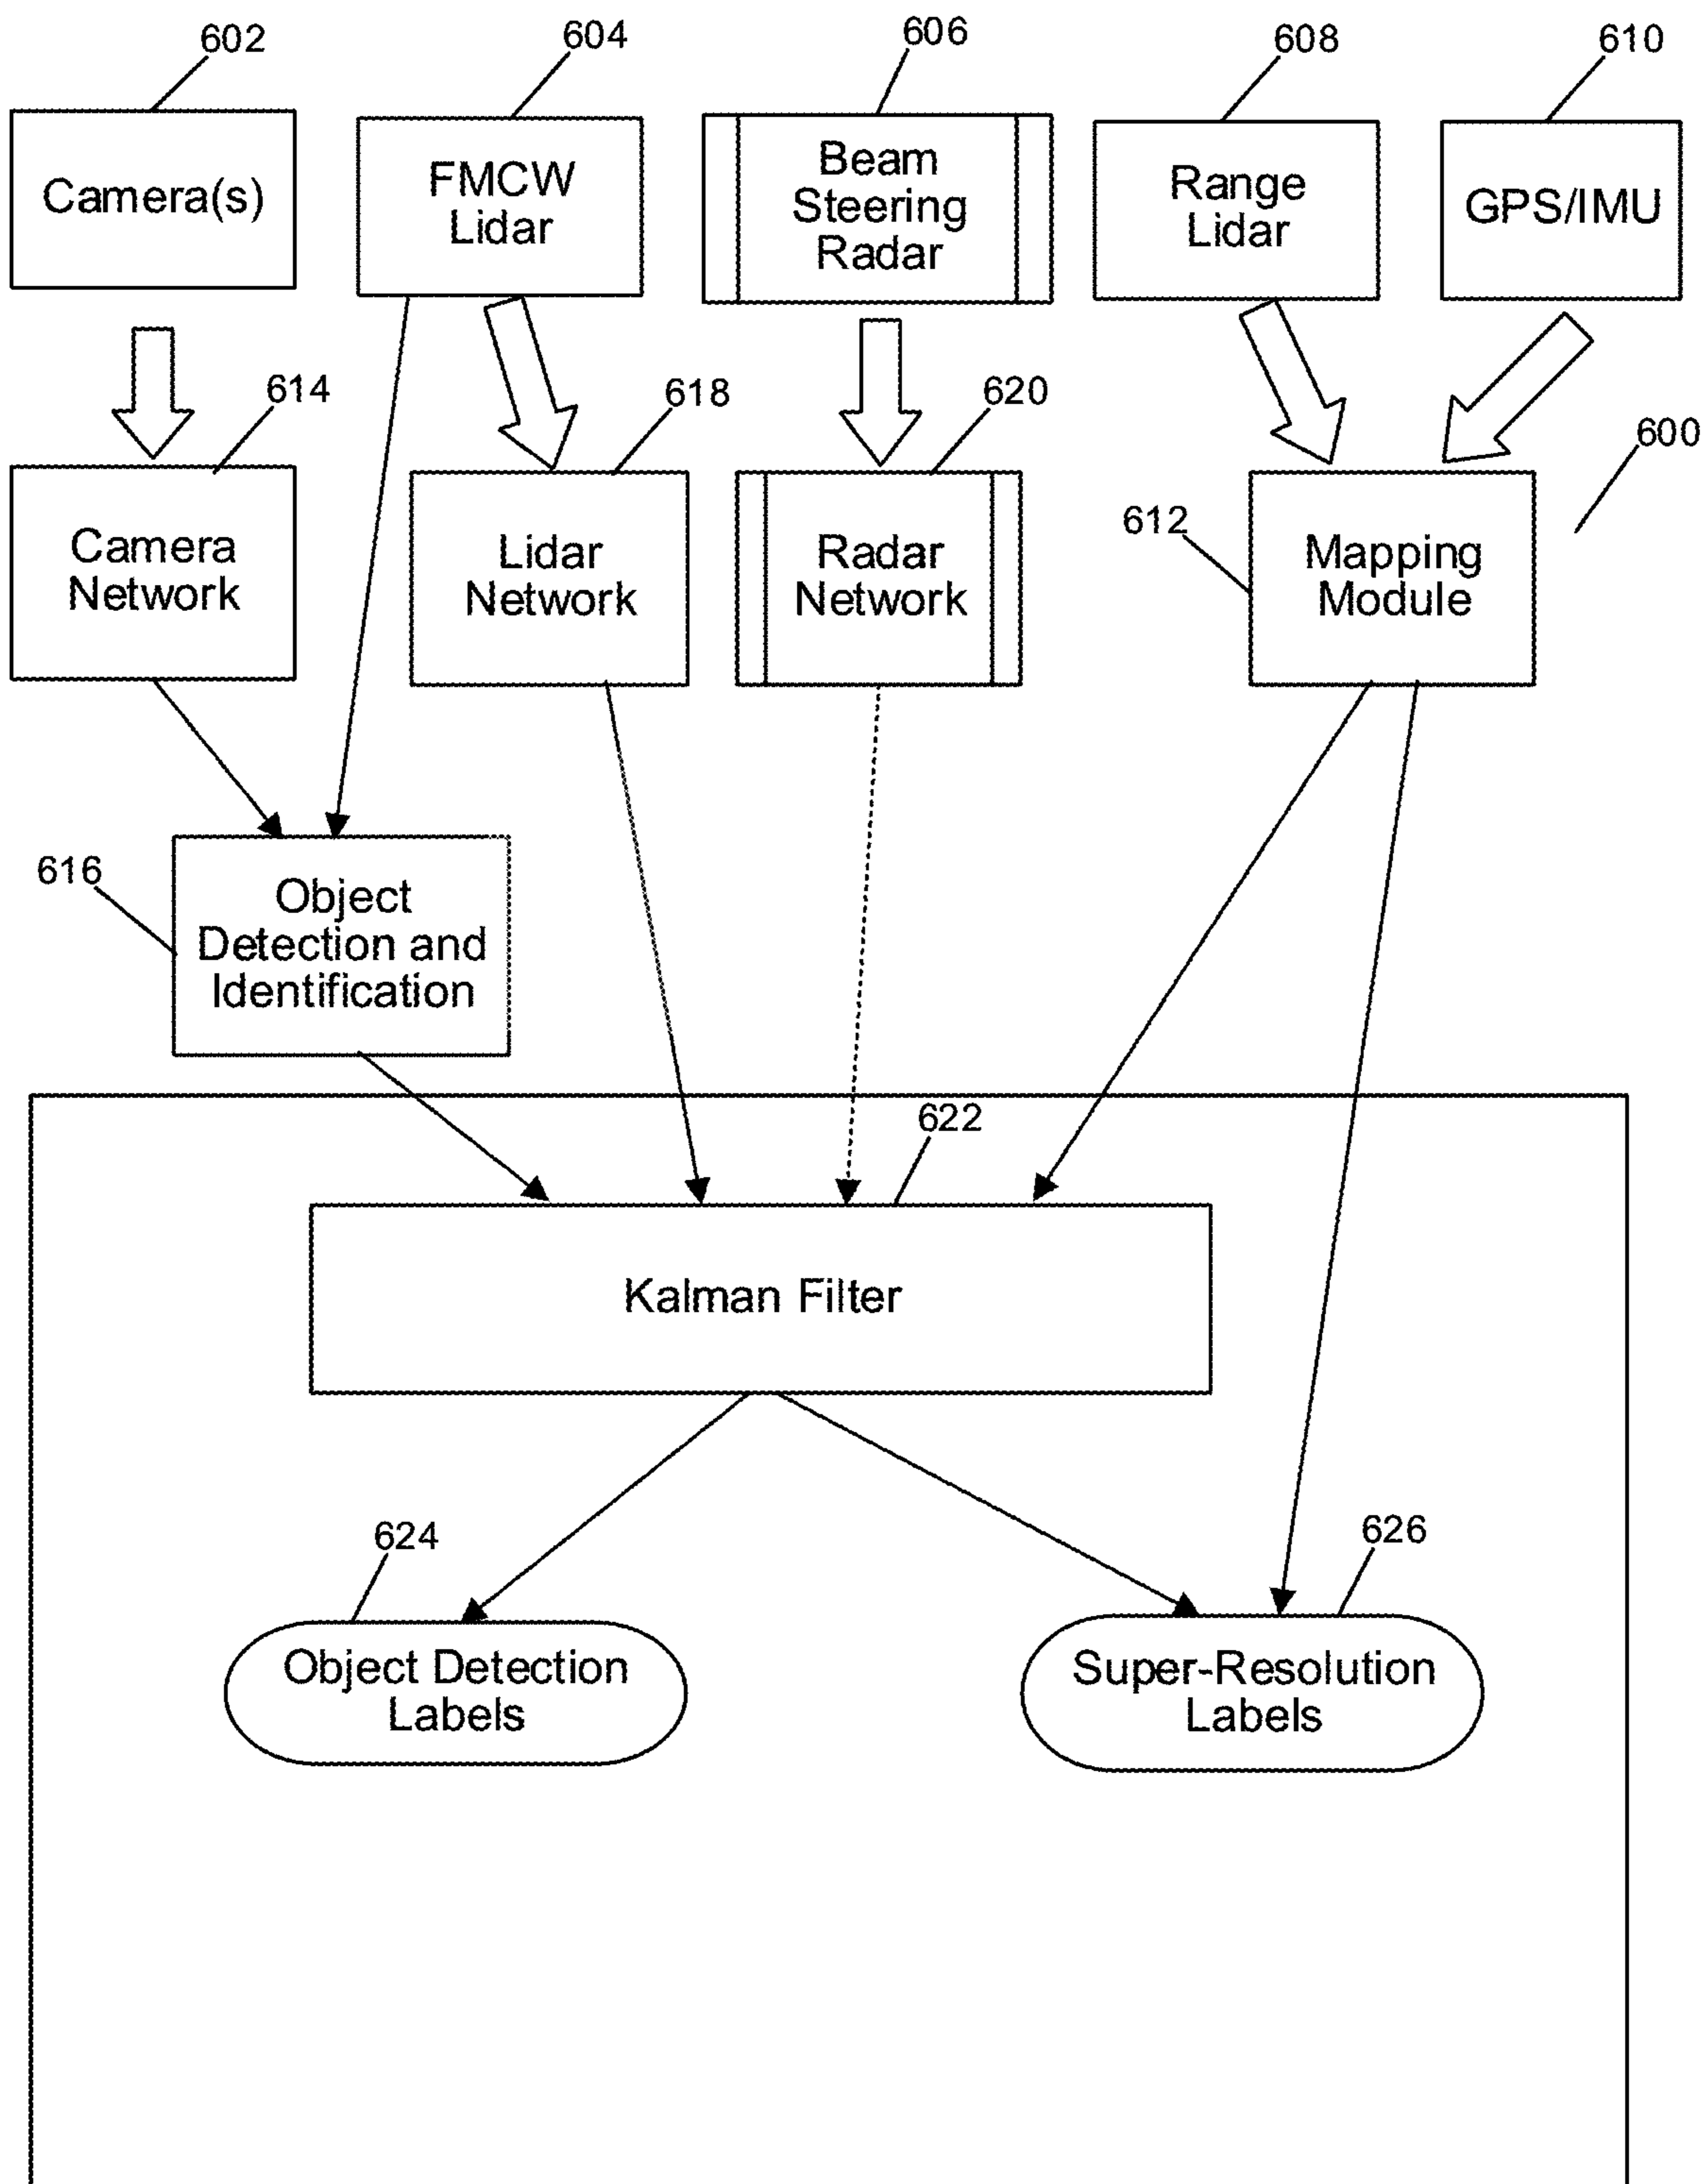 602
604
606
608
610
Camera(s)
FMCW
Lidar
Beam
Steering
Radar
Range
Lidar
GPS/IMU
614
618
620
600
612
Camera
Network
Lidar
Network
Radar
Network
Mapping
Module
616
Object
Detection and
Identification
622
Kalman Filter
624
626
Object Detection
Labels
Super-Resolution
Labels